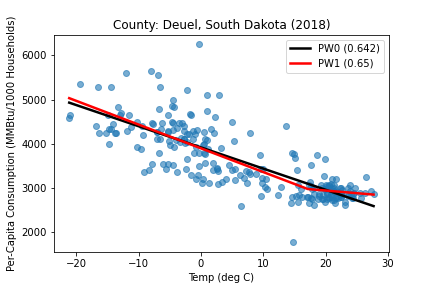 County: Deuel, South Dakota (2018)
PW0 (0.642)
PW1 (0.65)
Per-Capita Consumption (MMBtu/1000 Households)
6000
5000
4000
3000
2000
−20 −10 0 10 20 30
Temp (deg C)